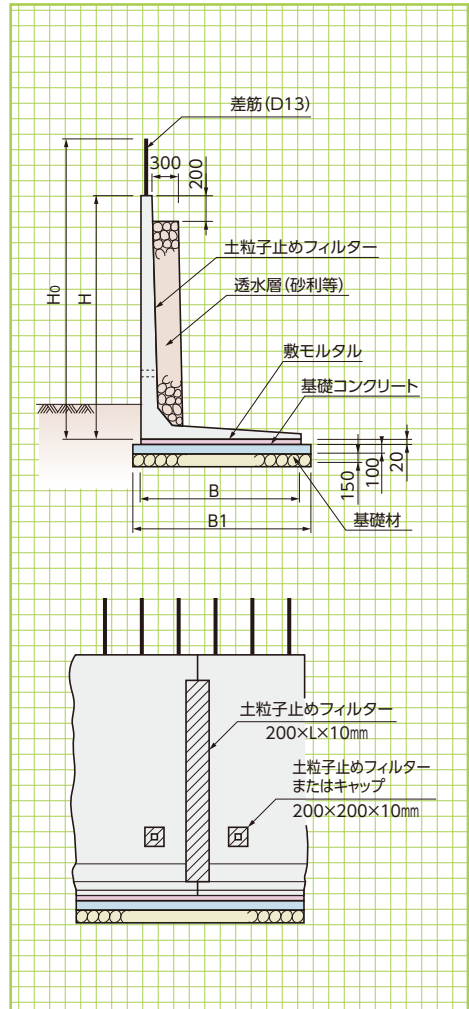 差筋(D13)
300
200
土粒子止めフィルター
透水層(砂利等)
H0
H
敷モルタル
基礎コンクリート
20
100
150
B
B1
基礎材
土粒子止めフィルター
200×L×10㎜
土粒子止めフィルター
またはキャップ
200×200×10㎜